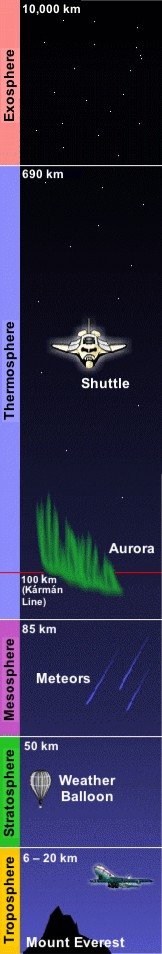 10,000 km
Exosphere
690 km
Thermosphere
Shuttle
Aurora
100 km
(Kármán
Line)
85 km
Mesosphere
Meteors
50 km
Stratosphere
Weather
Balloon
6 – 20 km
Troposphere
Mount Everest